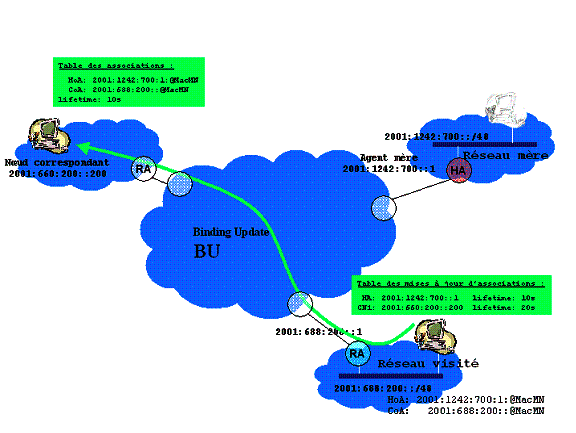 Table des associations :
HoA: 2001:1242:700:1:@MacMN
CoA: 2001:688:200::@MacMN
lifetime: 10s
2001:1242:700::/48
Nœud correspondant
2001:660:200::200
RA
Agent mère
2001:1242:700::1
Réseau mère
HA
Binding Update
BU
Table des mises à jour d'associations :
HA: 2001:1242:700::1 lifetime: 10s
CN1: 2001:660:200::200 lifetime: 20s
2001:688:200::1
RA
Réseau visité
2001:688:200::/48
HoA: 2001:1242:700:1:@MacMN
CoA: 2001:688:200::@MacMN